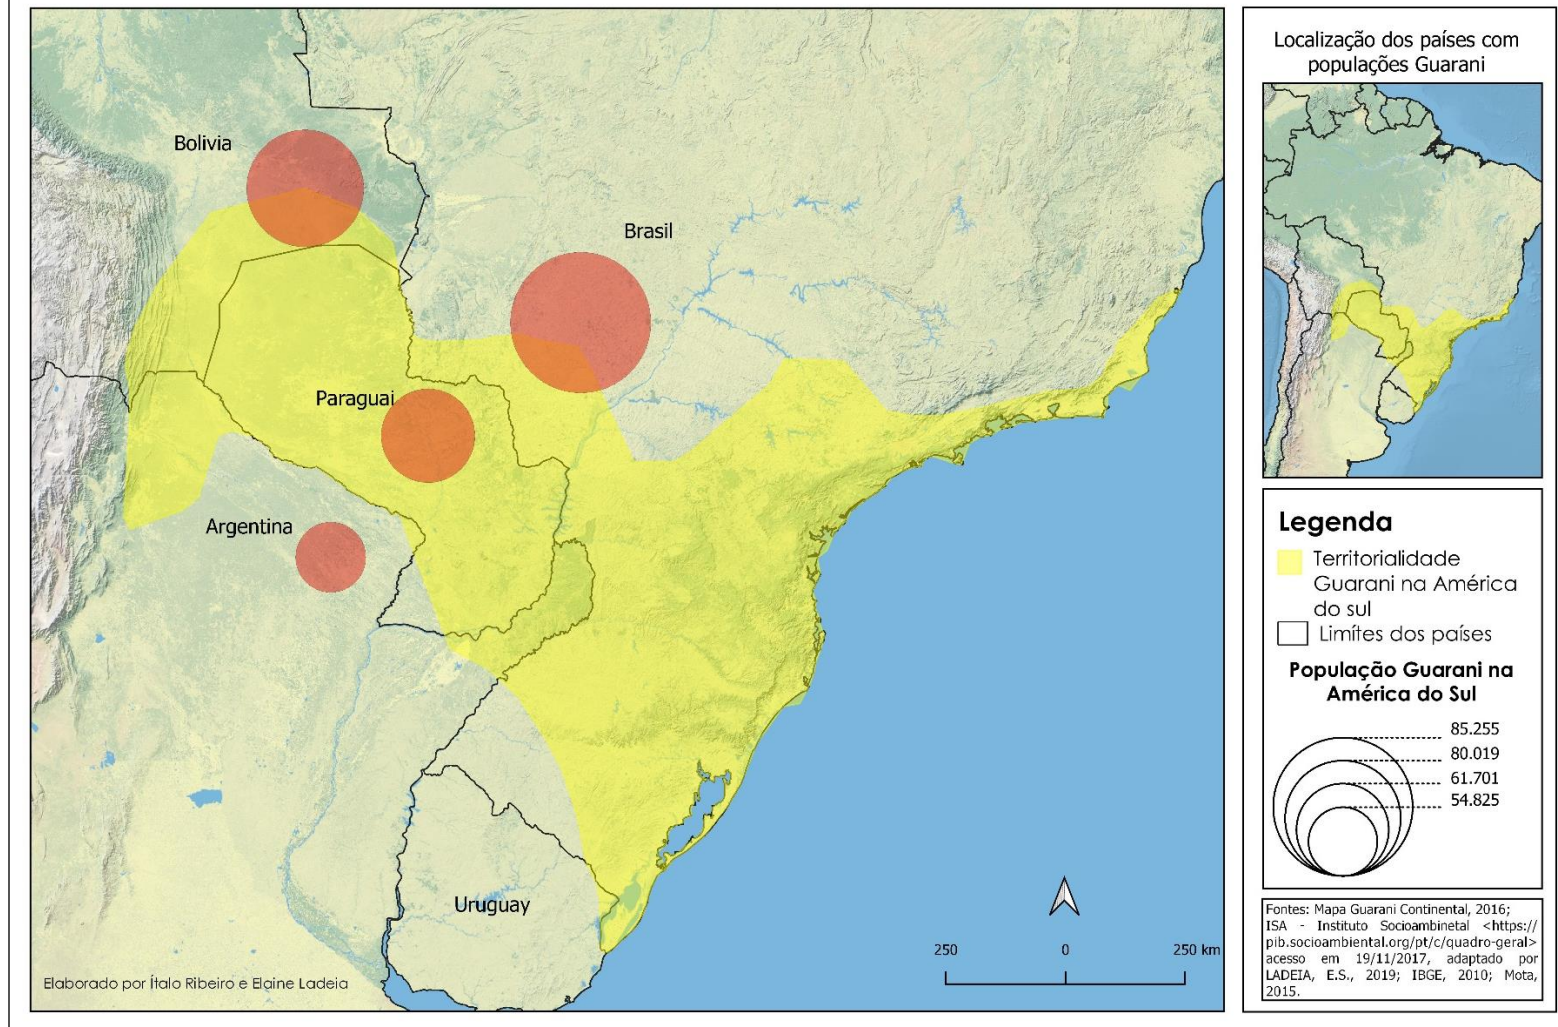 Bolivia
Brasil
Paraguai
Argentina
Uruguay
250 0 250 km
Elaborado por Ítalo Ribeiro e Elaine Ladeia
Localização dos países com
populações Guarani
Legenda
Territorialidade
Guarani na América
do sul
Limítes dos países
População Guarani na
América do Sul
85.255
80.019
61.701
54.825
Fontes: Mapa Guarani Continental, 2016;
ISA - Instituto Socioambinetal <https://
pib.socioambiental.org/pt/c/quadro-geral>
acesso em 19/11/2017, adaptado por
LADEIA, E.S., 2019; IBGE, 2010; Mota,
2015.